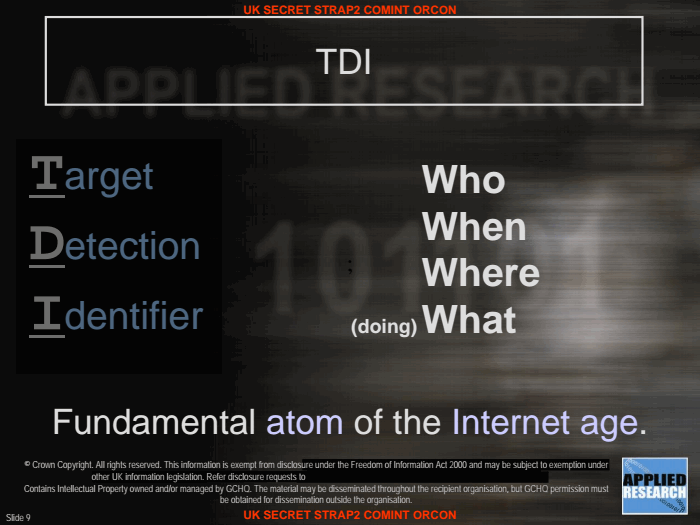 UK SECRET STRAP2 COMINT ORCON
TDI
APPLIED RESEARCH
Target
Detection
Identifier
Who
When
Where
(doing) What
Fundamental atom of the Internet age.
© Crown Copyright. All rights reserved. This information is exempt from disclosure under the Freedom of Information Act 2000 and may be subject to exemption under
other UK information legislation. Refer disclosure requests to
Contains Intellectual Property owned and/or managed by GCHQ. The material may be disseminated throughout the recipient organisation, but GCHQ permission must
be obtained for dissemination outside the organisation.
APPLIED
RESEARCH
Slide 9
UK SECRET STRAP2 COMINT ORCON